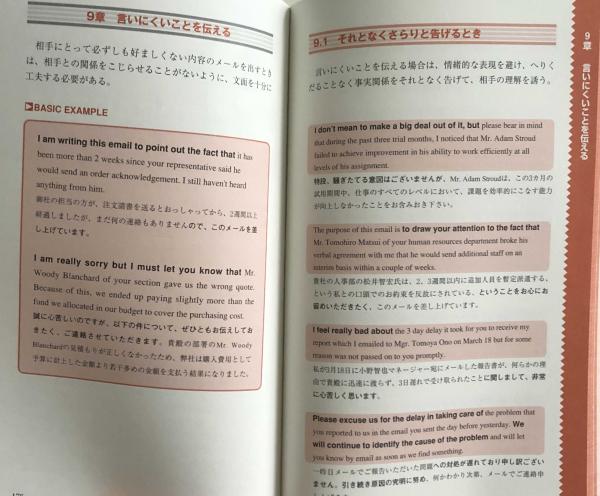 9章 言いにくいことを伝える
相手にとって必ずしも好ましくない内容のメールを出すとき
は、相手との関係をこじらせることがないように、文面を十分に
工夫する必要がある。
BASIC EXAMPLE
I am writing this email to point out the fact that it has
been more than 2 weeks since your representative said he
would send an order acknowledgement. I still haven't heard
anything from him.
御社の担当の方が、注文請書を送るとおっしゃってから、2週間以上
経過しましたが、まだ何の連絡もありませんので、このメールを差
し上げています。
I am really sorry but I must let you know that Mr.
Woody Blanchard of your section gave us the wrong quote.
Because of this, we ended up paying slightly more than the
fund we allocated in our budget to cover the purchasing cost.
誠に心苦しいのですが、以下の件について、ぜひともお伝えしてお
きたく、ご連絡させていただきます。貴殿の部署のMr. Woody
Blanchardの見積もりが正しくなかったため、弊社は購入費用として
予算に計上した金額より若干多めの金額を支払う結果になりました。
9.1 それとなくさらりと告げるとき
言いにくいことを伝える場合は、情緒的な表現を避け、へりく
だることなく事実関係をそれとなく告げて、相手の理解を誘う。
I don't mean to make a big deal out of it, but please bear in mind
that during the past three trial months, I noticed that Mr. Adam Stroud
failed to achieve improvement in his ability to work efficiently at all
levels of his assignment.
特段、騒ぎたてる意図はございませんが、Mr. Adam Stroudは、この3カ月の
試用期間中、仕事のすべてのレベルにおいて、課題を効率的にこなす能力
が向上しなかったことをお含みおき下さい。
The purpose of this email is to draw your attention to the fact that
Mr. Tomohiro Matsui of your human resources department broke his
verbal agreement with me that he would send additional staff on an
interim basis within a couple of weeks.
貴社の人事部の松井智宏氏は、2、3週間以内に追加人員を暫定派遣する、
という私との口頭でのお約束を反故にされている、ということをお心にお
留めいただきたく、このメールを差し上げています。
I feel really bad about the 3 day delay it took for you to receive my
report which I emailed to Mgr. Tomoya Ono on March 18 but for some
reason was not passed on to you promptly.
私が3月18日に小野智也マネージャー宛にメールした報告書が、何らかの理
由で貴殿に迅速に渡らず、3日遅れで受け取られたことに関しまして、非常
に心苦しく思います。
Please excuse us for the delay in taking care of the problem that
you reported to us in the email you sent the day before yesterday. We
will continue to identify the cause of the problem and will let
you know by email as soon as we find something.
一昨日メールでご報告いただいた問題への対処が遅れており申し訳ござい
ません。引き続き原因の究明に努め、何かわかり次第、メールでご連絡申
9章 言いにくいことを伝える